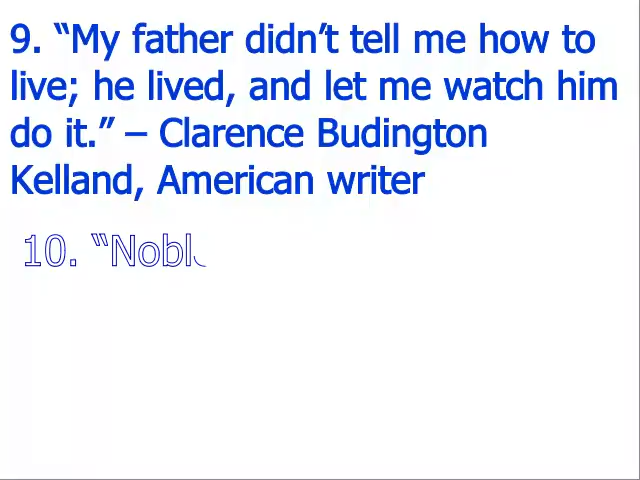 9. “My father didn’t tell me how to
live; he lived, and let me watch him
do it.” – Clarence Budington
Kelland, American writer
10. “Nobl